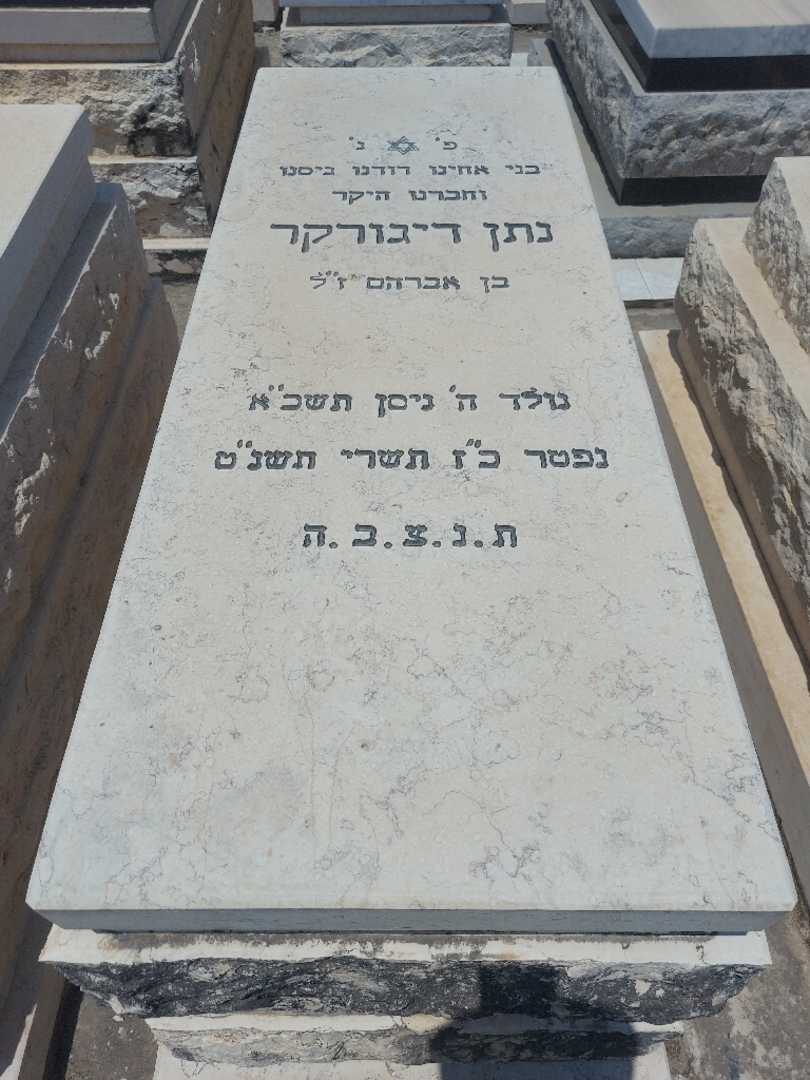 פ' נ'
בני אחינו דודנו גיסנו
וחברנו היקר
נתן דיגורקר
בן אברהם ז"ל
נולד ה' ניסן תשכ"א
נפטר כ"ז תשרי תשנ"ט
ת.נ.צ.ב.ה